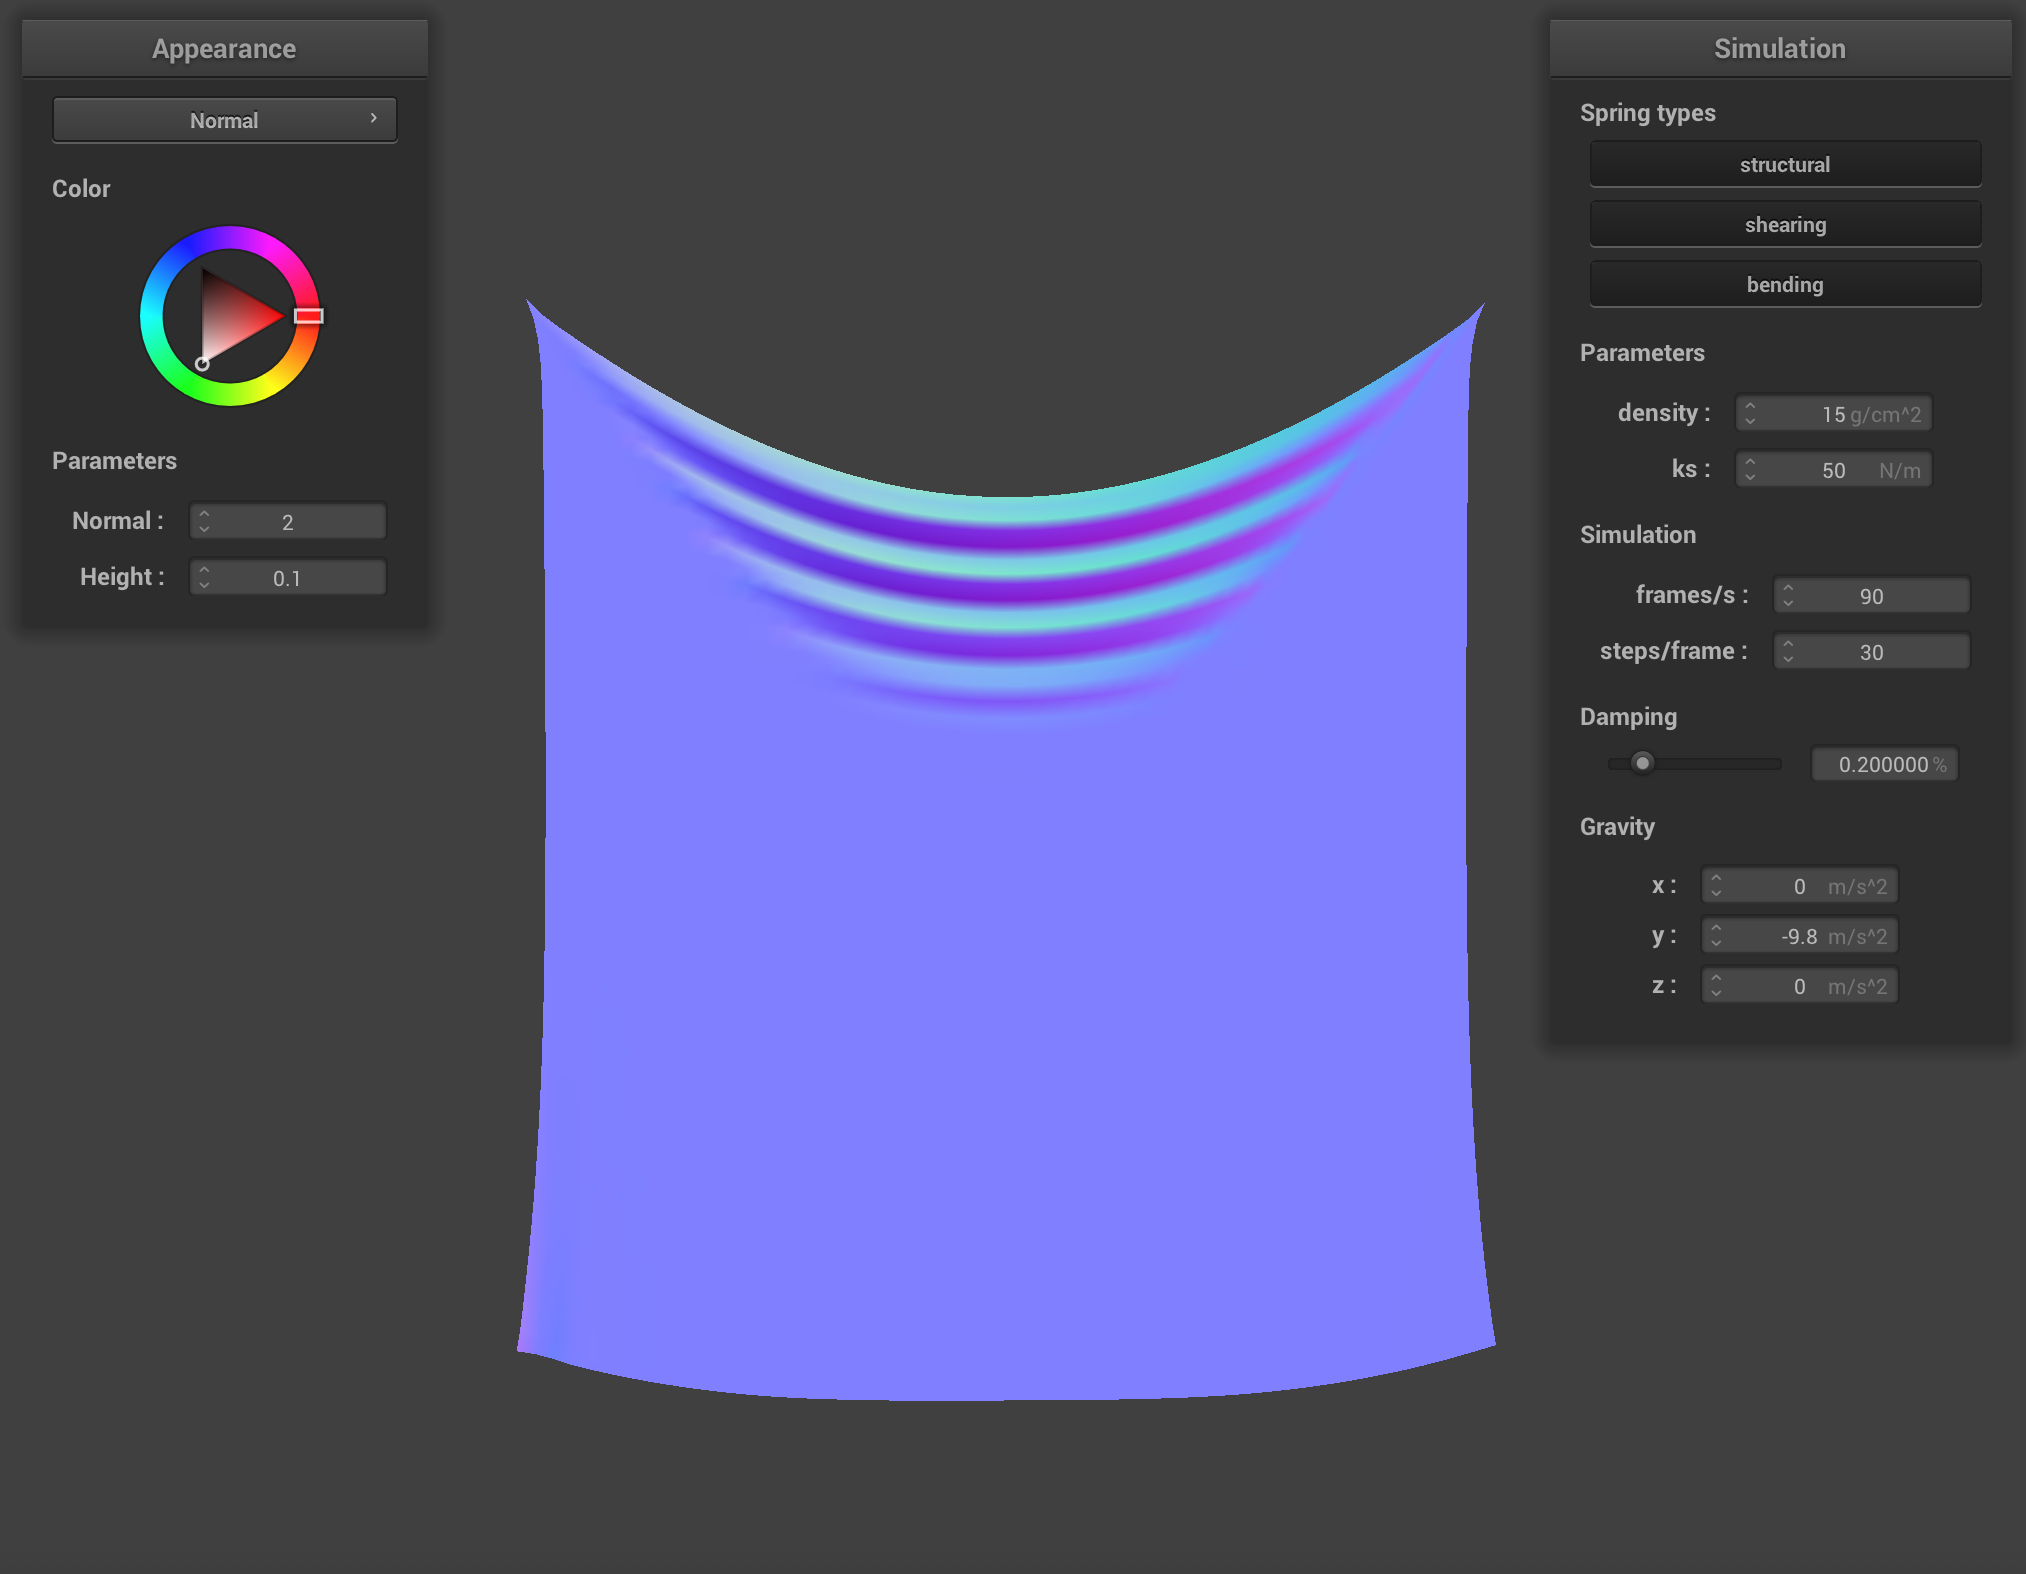 Appearance
Normal
Color
Parameters
Normal : 2
Height : 0.1
Simulation
Spring types
structural
shearing
bending
Parameters
density : 15 g/cm^2
ks : 50 N/m
Simulation
frames/s : 90
steps/frame : 30
Damping
0.200000 %
Gravity
x : 0 m/s^2
y : -9.8 m/s^2
z : 0 m/s^2